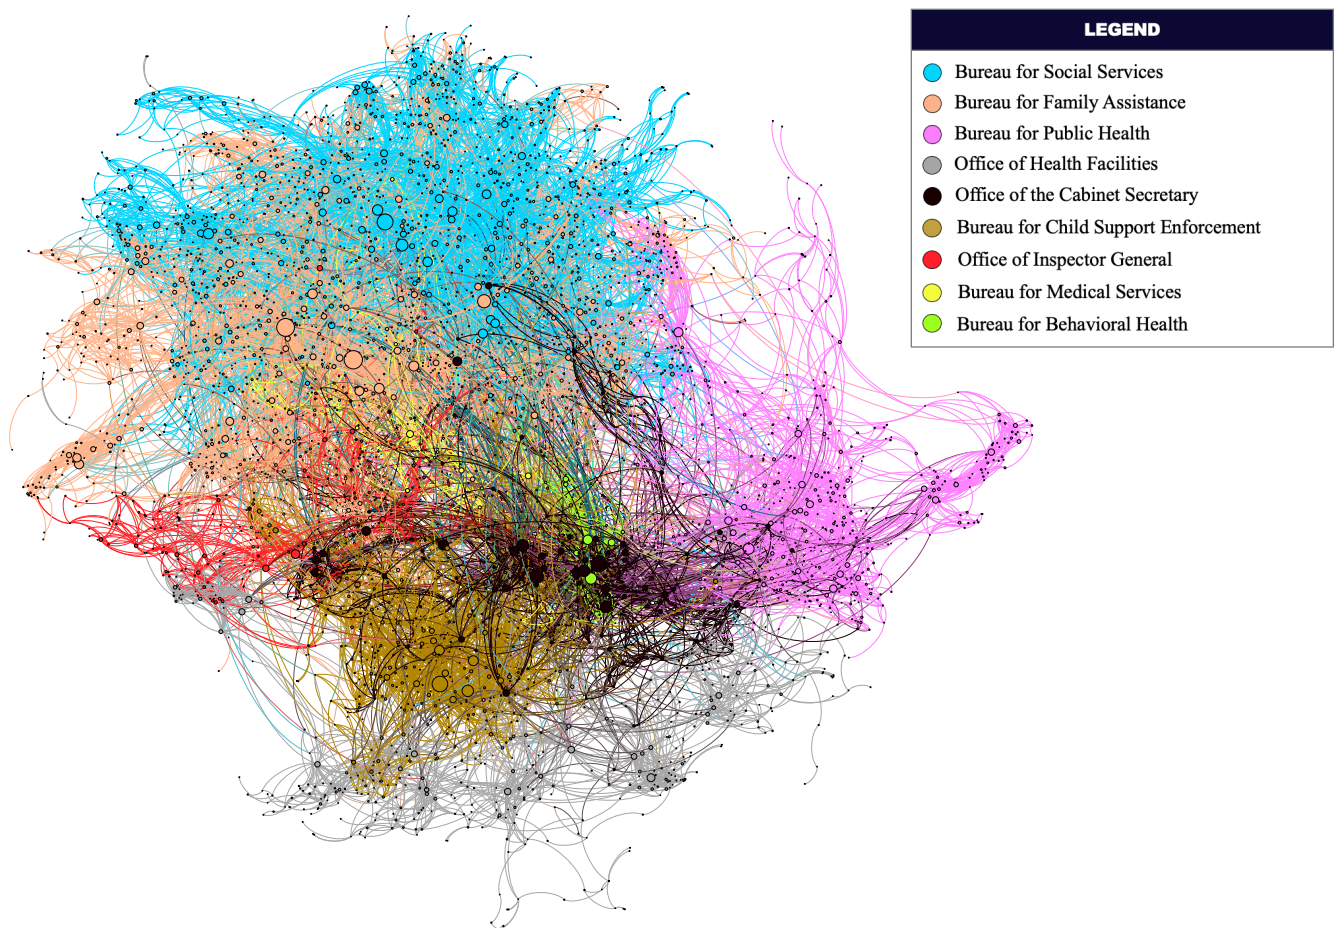 LEGEND
Bureau for Social Services
Bureau for Family Assistance
Bureau for Public Health
Office of Health Facilities
Office of the Cabinet Secretary
Bureau for Child Support Enforcement
Office of Inspector General
Bureau for Medical Services
Bureau for Behavioral Health